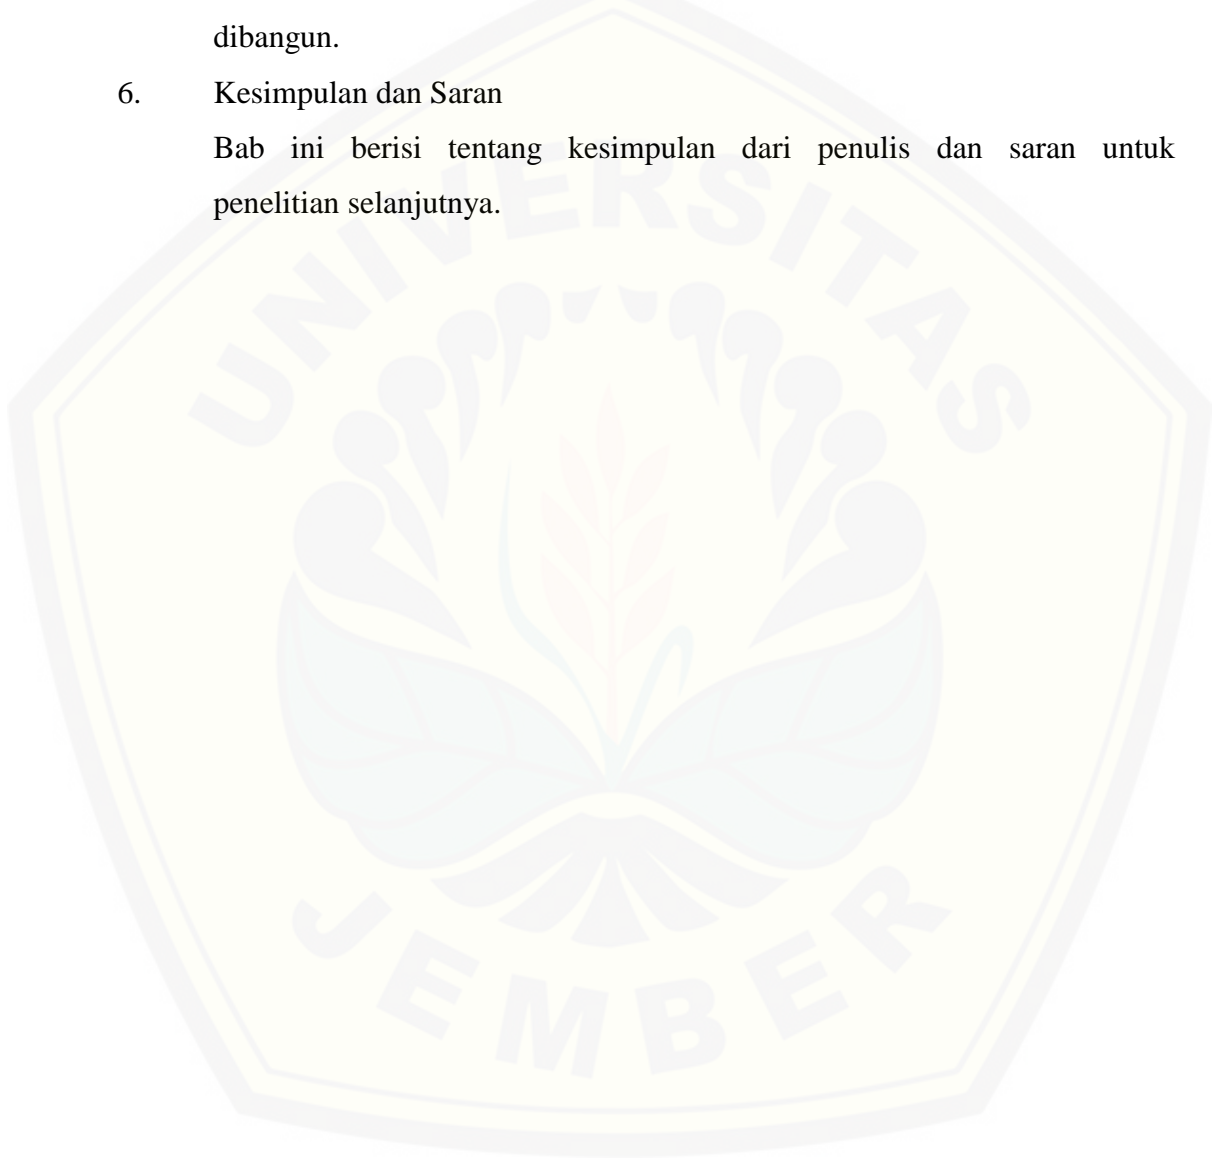 dibangun.
6. Kesimpulan dan Saran
Bab ini berisi tentang kesimpulan dari penulis dan saran untuk
penelitian selanjutnya.
UNIVERSITAS
JEMBER